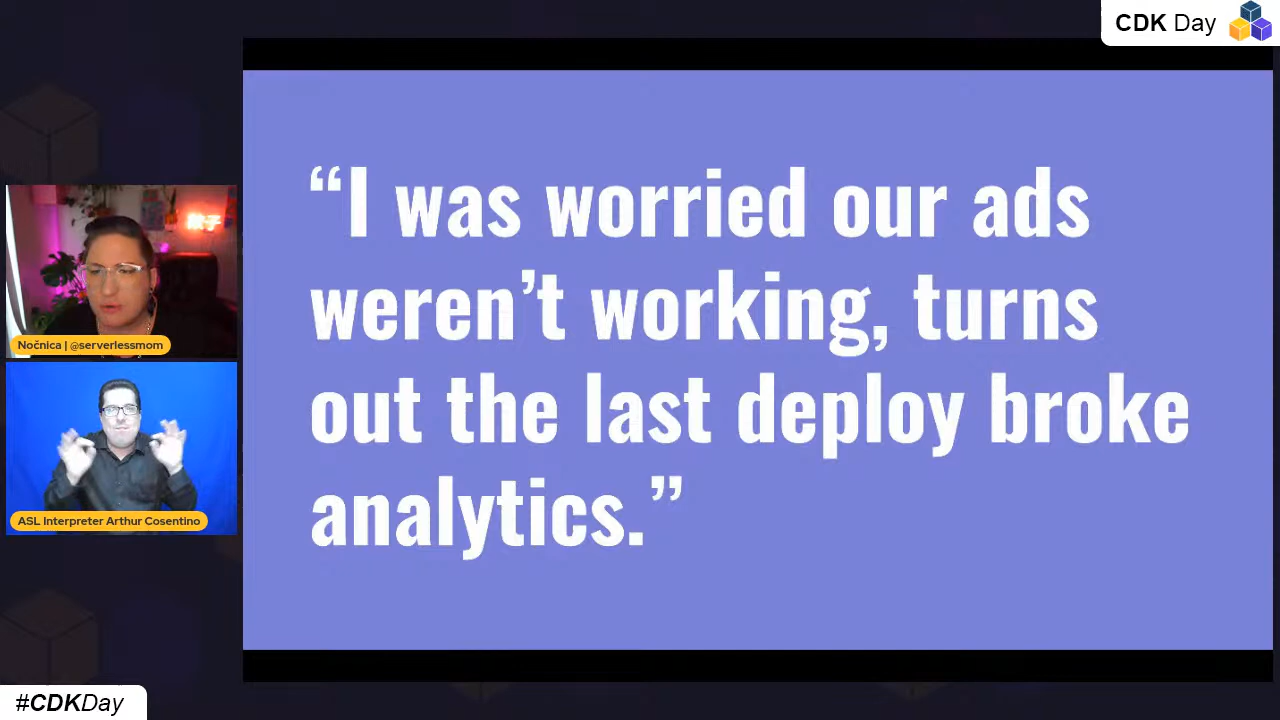 CDK Day
“I was worried our ads
weren’t working, turns
out the last deploy broke
analytics.”
Nočnica | @serverlessmom
ASL Interpreter Arthur Cosentino
#CDKDay